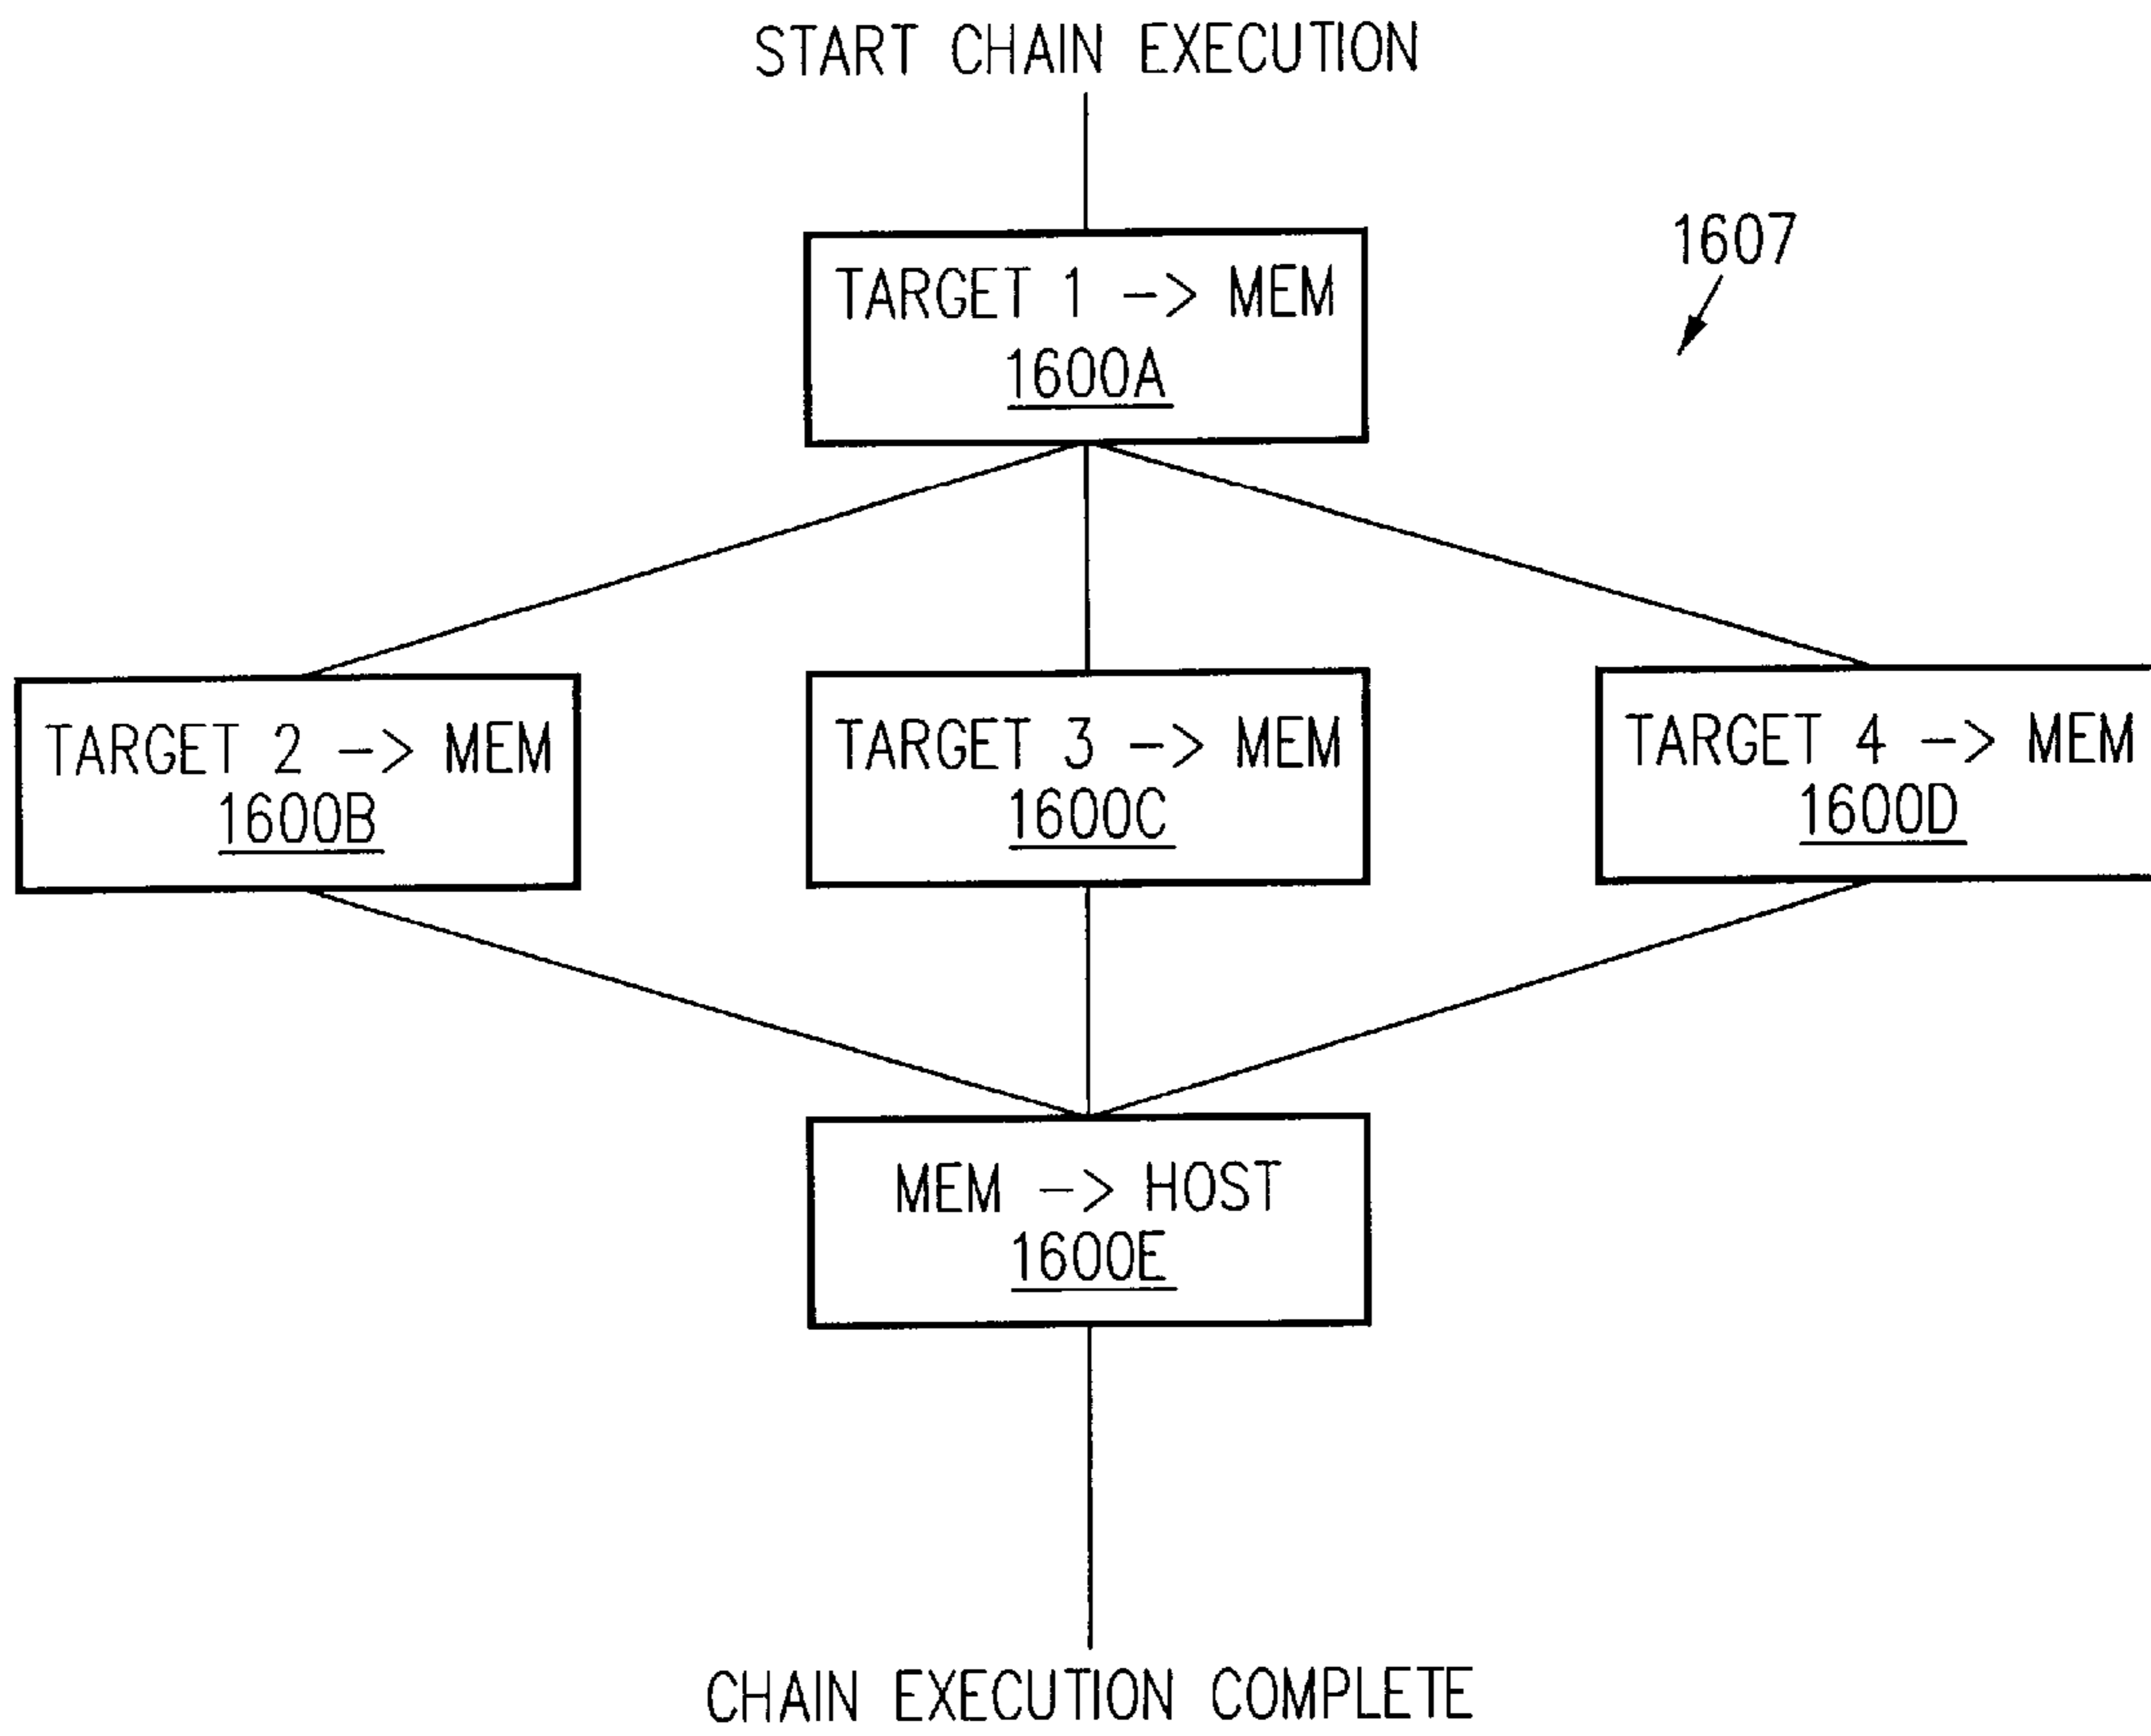 START CHAIN EXECUTION
1607
TARGET 1 -> MEM
1600A
TARGET 2 -> MEM
1600B
TARGET 3 -> MEM
1600C
TARGET 4 -> MEM
1600D
MEM -> HOST
1600E
CHAIN EXECUTION COMPLETE